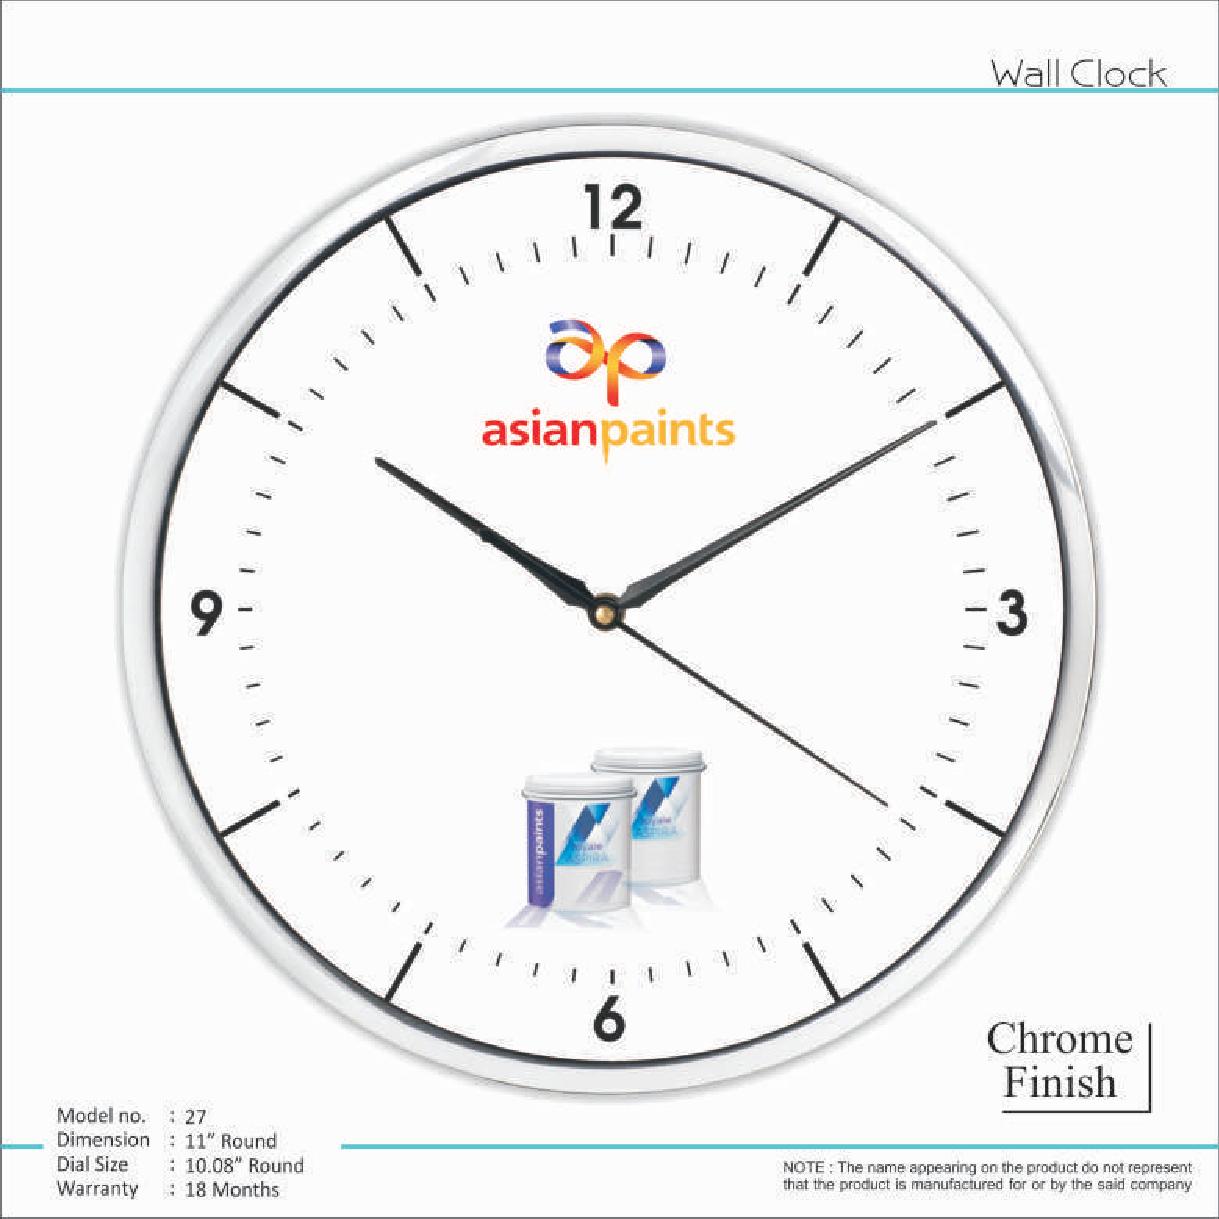 Wall Clock
12
ap
asianpaints
9
3
asianpaints
ASPIRA
ASPIRA
6
Chrome
Finish
Model no. : 27
Dimension : 11" Round
Dial Size : 10.08" Round
Warranty : 18 Months
NOTE : The name appearing on the product do not represent
that the product is manufactured for or by the said company